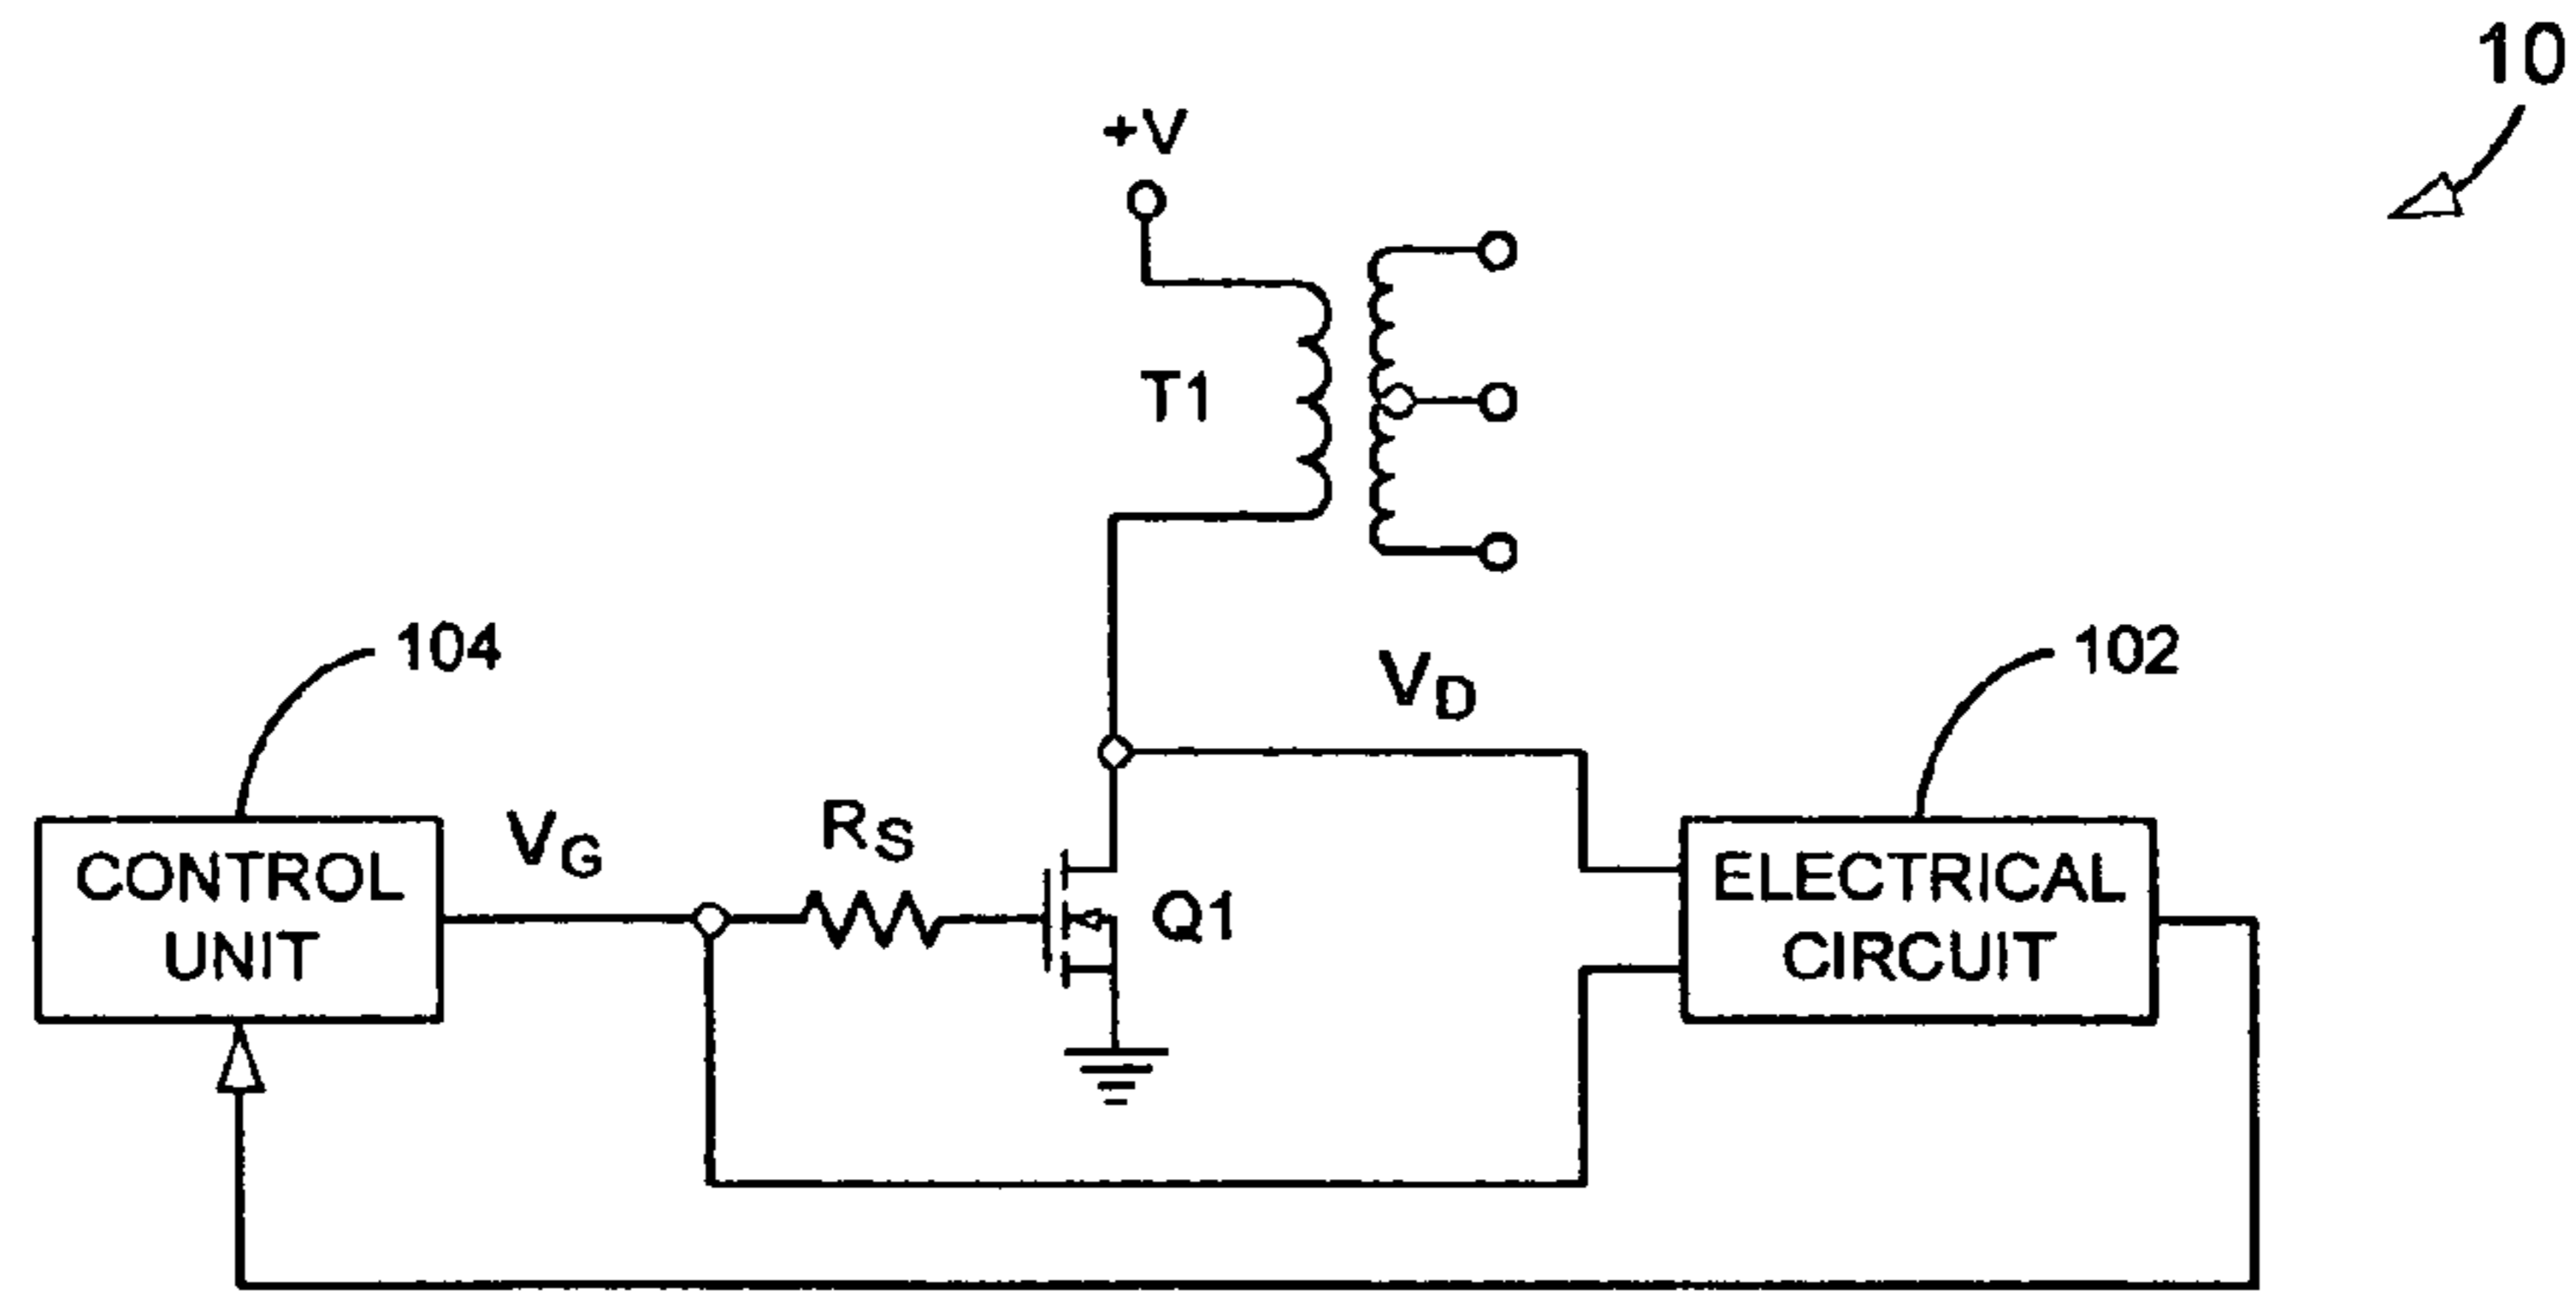 10
+V
T1
104
102
VD
VG
RS
CONTROL
UNIT
Q1
ELECTRICAL
CIRCUIT